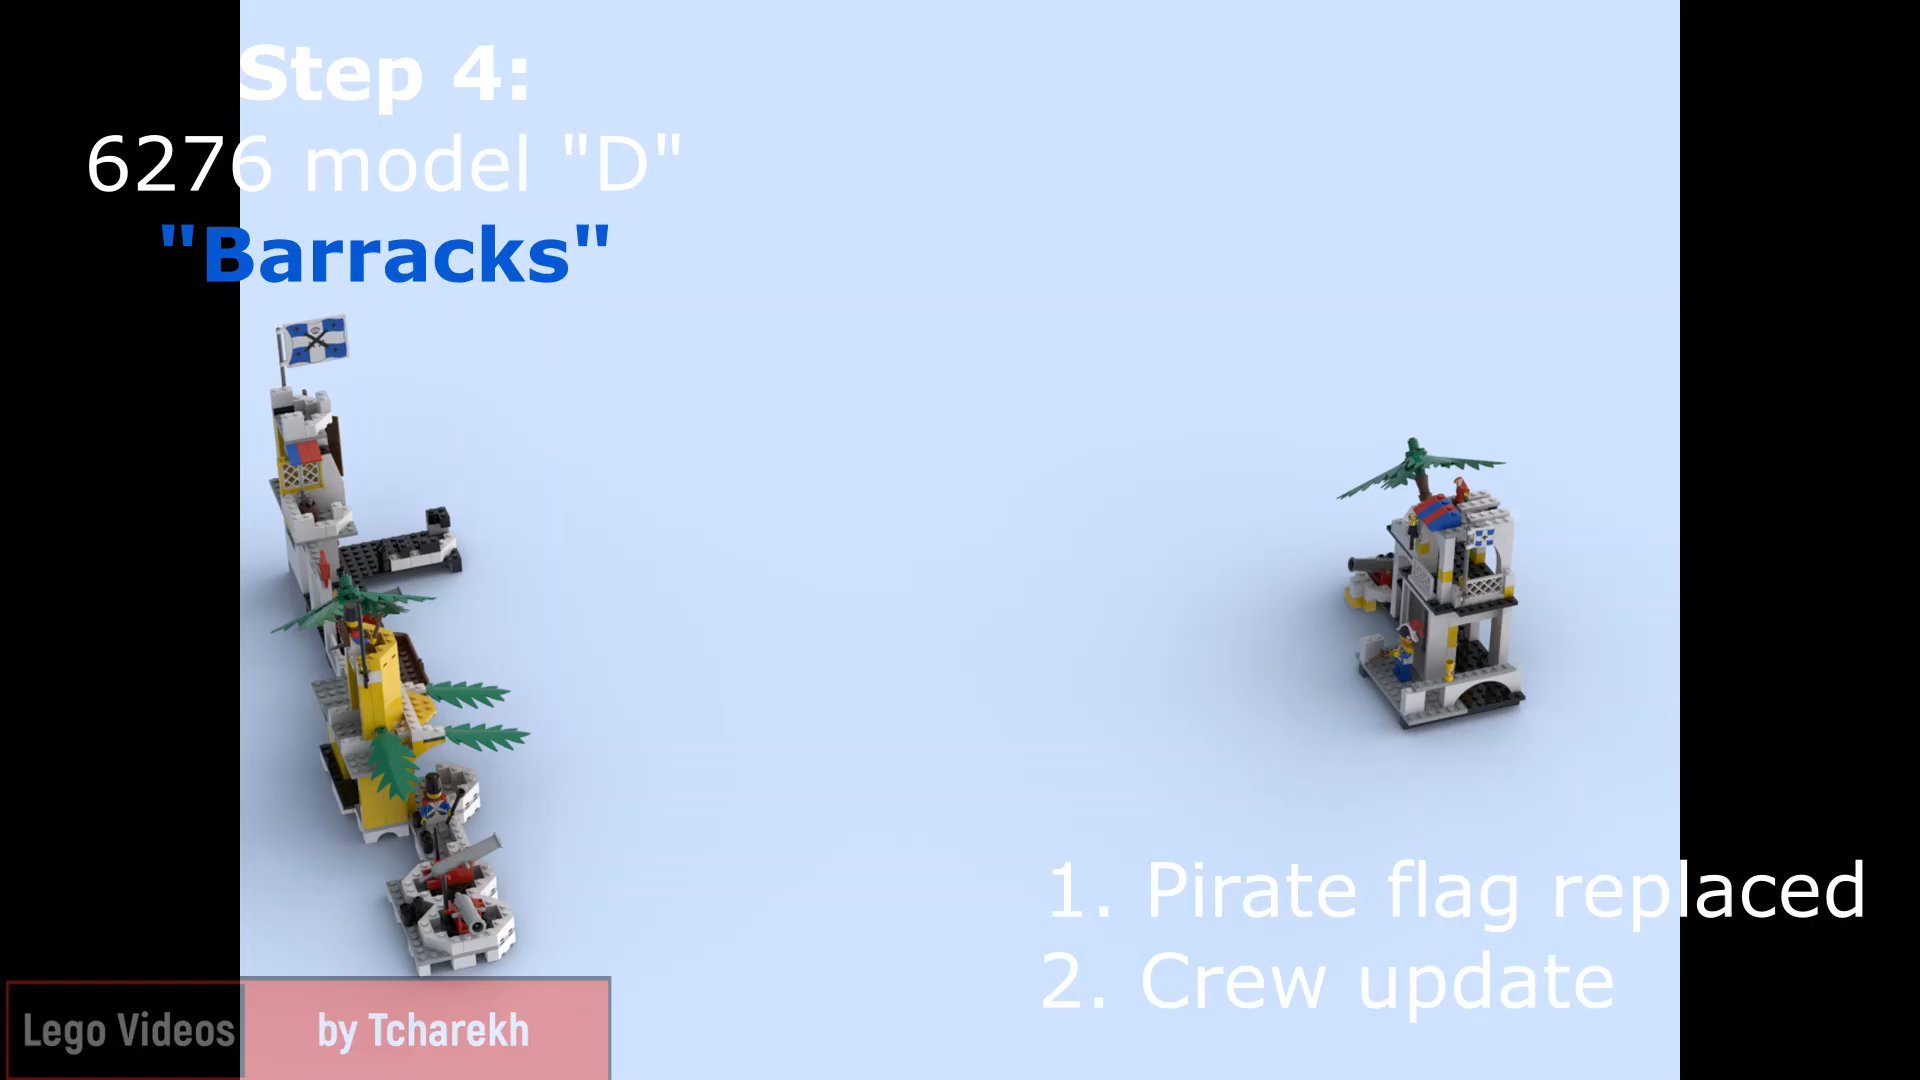 Step 4:
6276 model "D"
"Barracks"
1. Pirate flag replaced
2. Crew update
Lego Videos by Tcharekh